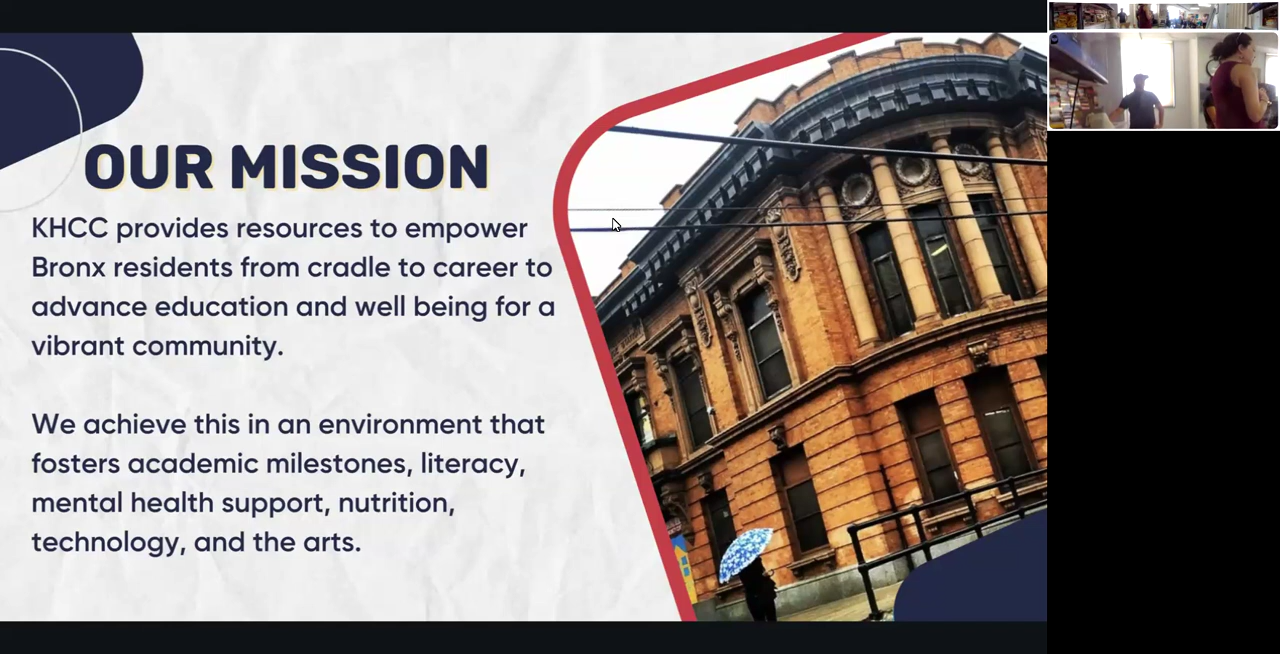 OUR MISSION
KHCC provides resources to empower
Bronx residents from cradle to career to
advance education and well being for a
vibrant community.
We achieve this in an environment that
fosters academic milestones, literacy,
mental health support, nutrition,
technology, and the arts.